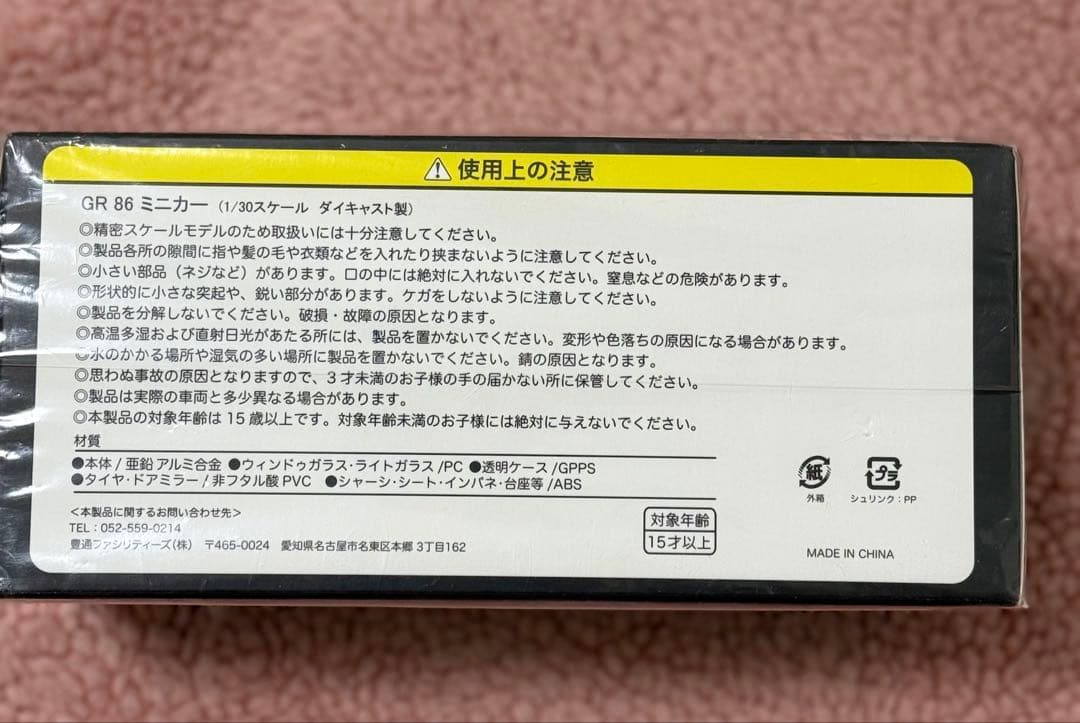 ⚠ 使用上の注意
GR 86 ミニカー（1/30スケール ダイキャスト製）
◎精密スケールモデルのため取扱いには十分注意してください。
◎製品各所の隙間に指や髪の毛や衣類などを入れたり挟まないように注意してください。
◎小さい部品（ネジなど）があります。口の中には絶対に入れないでください。窒息などの危険があります。
◎形状的に小さな突起や、鋭い部分があります。ケガをしないように注意してください。
◎製品を分解しないでください。破損・故障の原因となります。
◎高温多湿および直射日光があたる所には、製品を置かないでください。変形や色落ちの原因になる場合があります。
◎水のかかる場所や湿気の多い場所に製品を置かないでください。錆の原因となります。
◎思わぬ事故の原因となりますので、3才未満のお子様の手の届かない所に保管してください。
◎製品は実際の車両と多少異なる場合があります。
◎本製品の対象年齢は15歳以上です。対象年齢未満のお子様には絶対に与えないでください。
材質
●本体/亜鉛アルミ合金 ●ウィンドゥガラス・ライトガラス/PC ●透明ケース/GPPS
●タイヤ・ドアミラー/非フタル酸PVC ●シャーシ・シート・インパネ・台座等/ABS
＜本製品に関するお問い合わせ先＞
TEL：052-559-0214
豊通ファシリティーズ（株） 〒465-0024 愛知県名古屋市名東区本郷3丁目162
対象年齢
15才以上
紙
外箱
プラ
シュリンク：PP
MADE IN CHINA